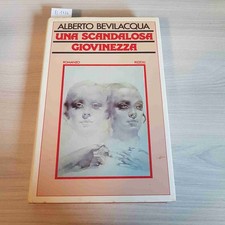 ALBERTO BEVILACQUA
UNA SCANDALOSA
GIOVINEZZA
ROMANZO RIZZOLI